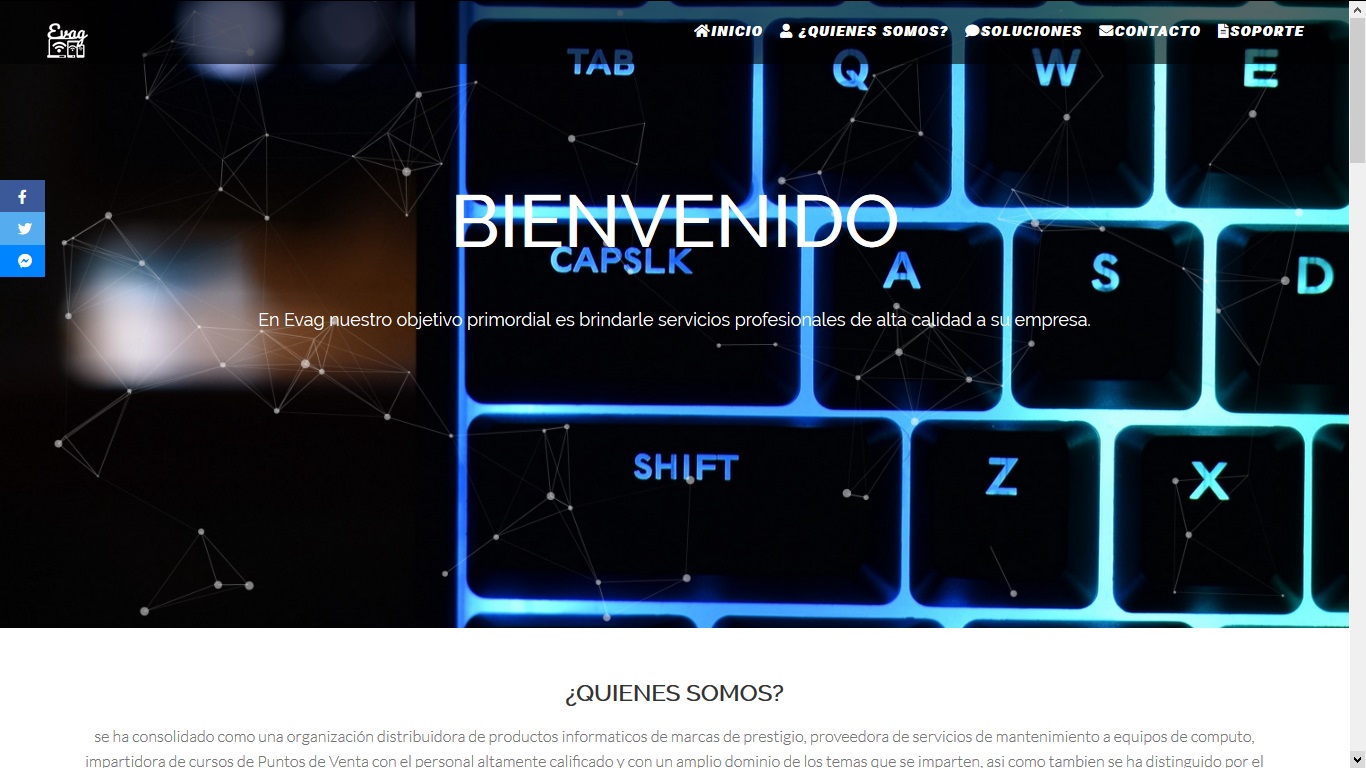 Evag
INICIO ¿QUIENES SOMOS? SOLUCIONES CONTACTO SOPORTE
TAB Q W E
BIENVENIDO
CAPSLK A S D
En Evag nuestro objetivo primordial es brindarle servicios profesionales de alta calidad a su empresa.
SHIFT Z X
¿QUIENES SOMOS?
se ha consolidado como una organización distribuidora de productos informaticos de marcas de prestigio, proveedora de servicios de mantenimiento a equipos de computo,
impartidora de cursos de Puntos de Venta con el personal altamente calificado y con un amplio dominio de los temas que se imparten, asi como tambien se ha distinguido por el